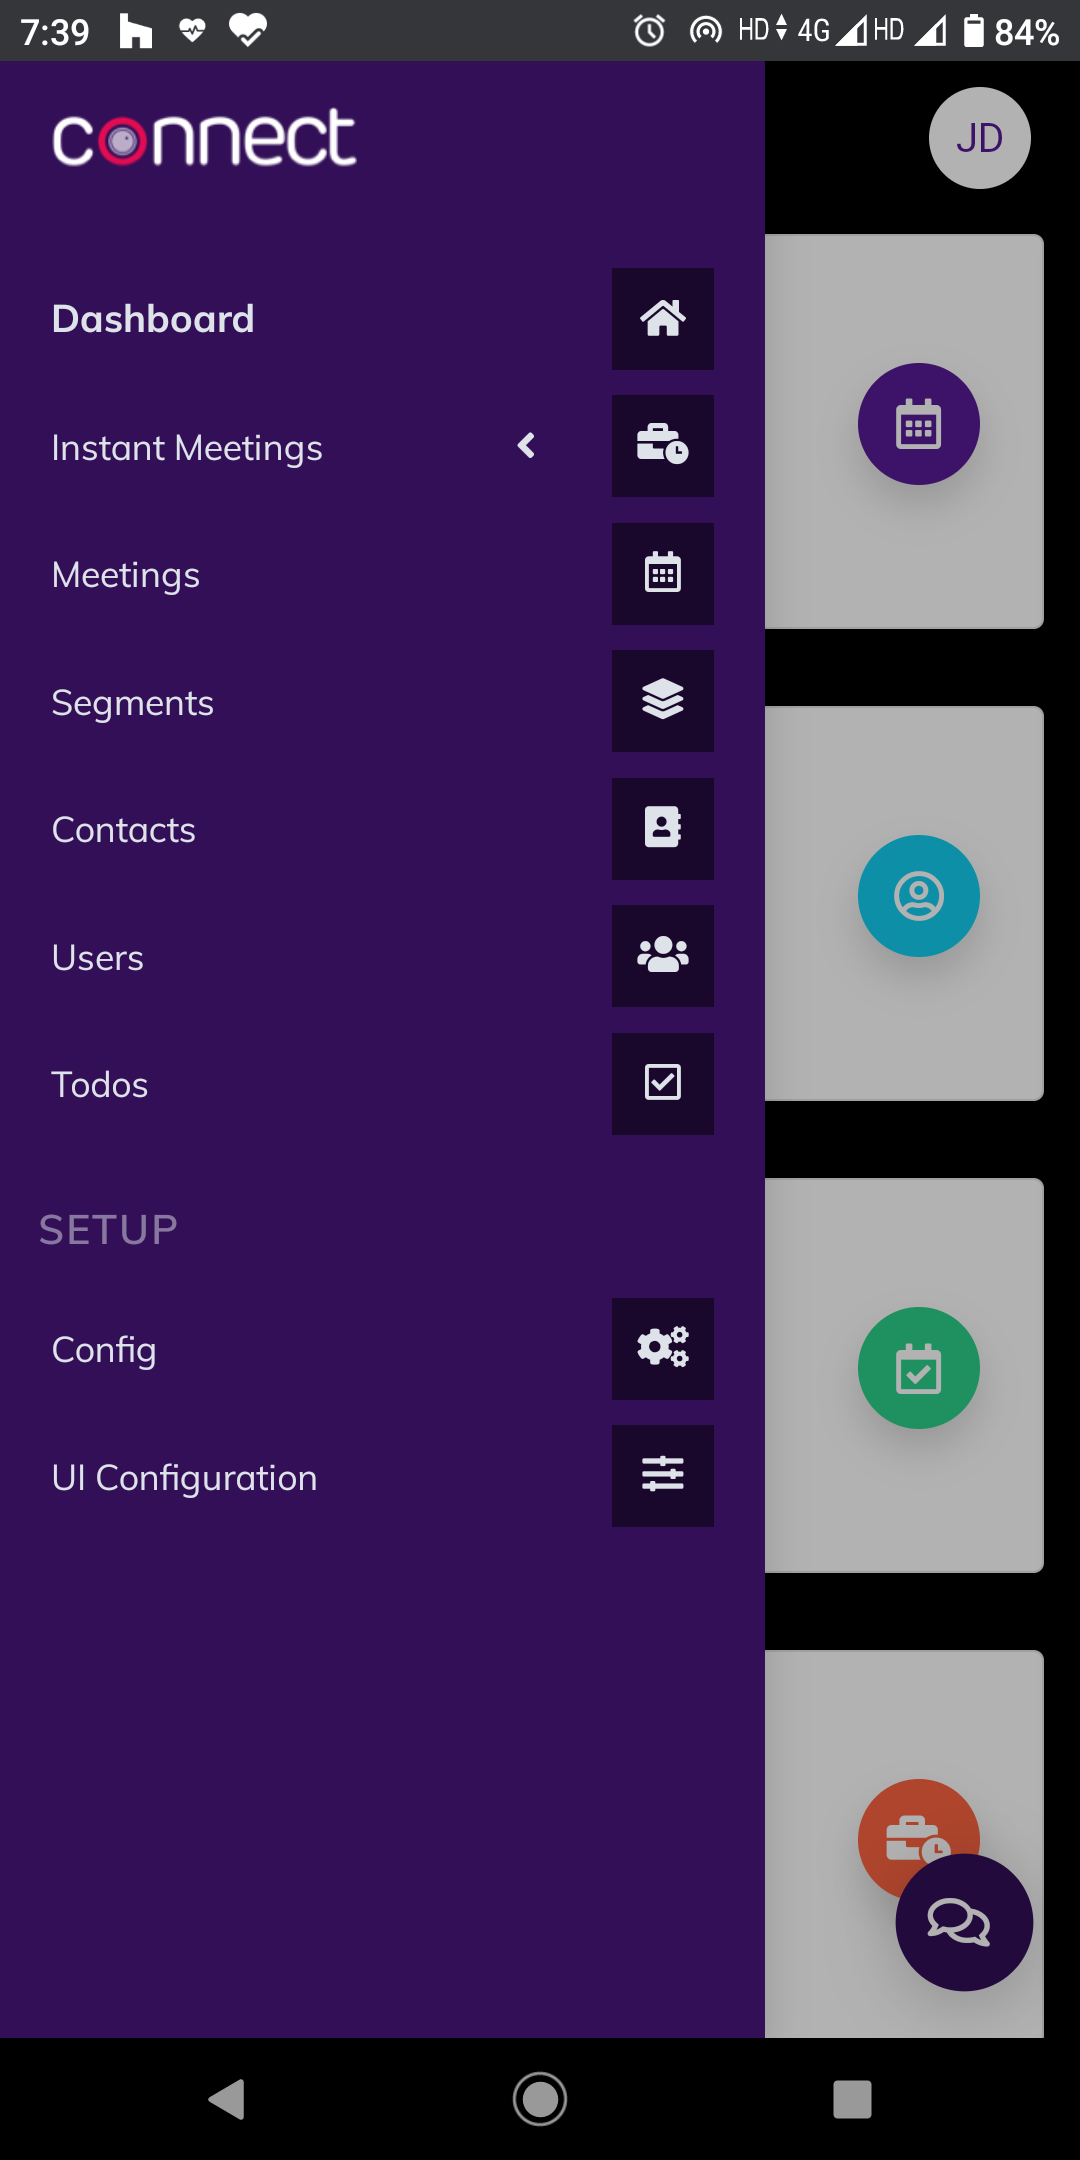 7:39 HD 4G HD 84%
connect
JD
Dashboard
Instant Meetings
Meetings
Segments
Contacts
Users
Todos
SETUP
Config
UI Configuration